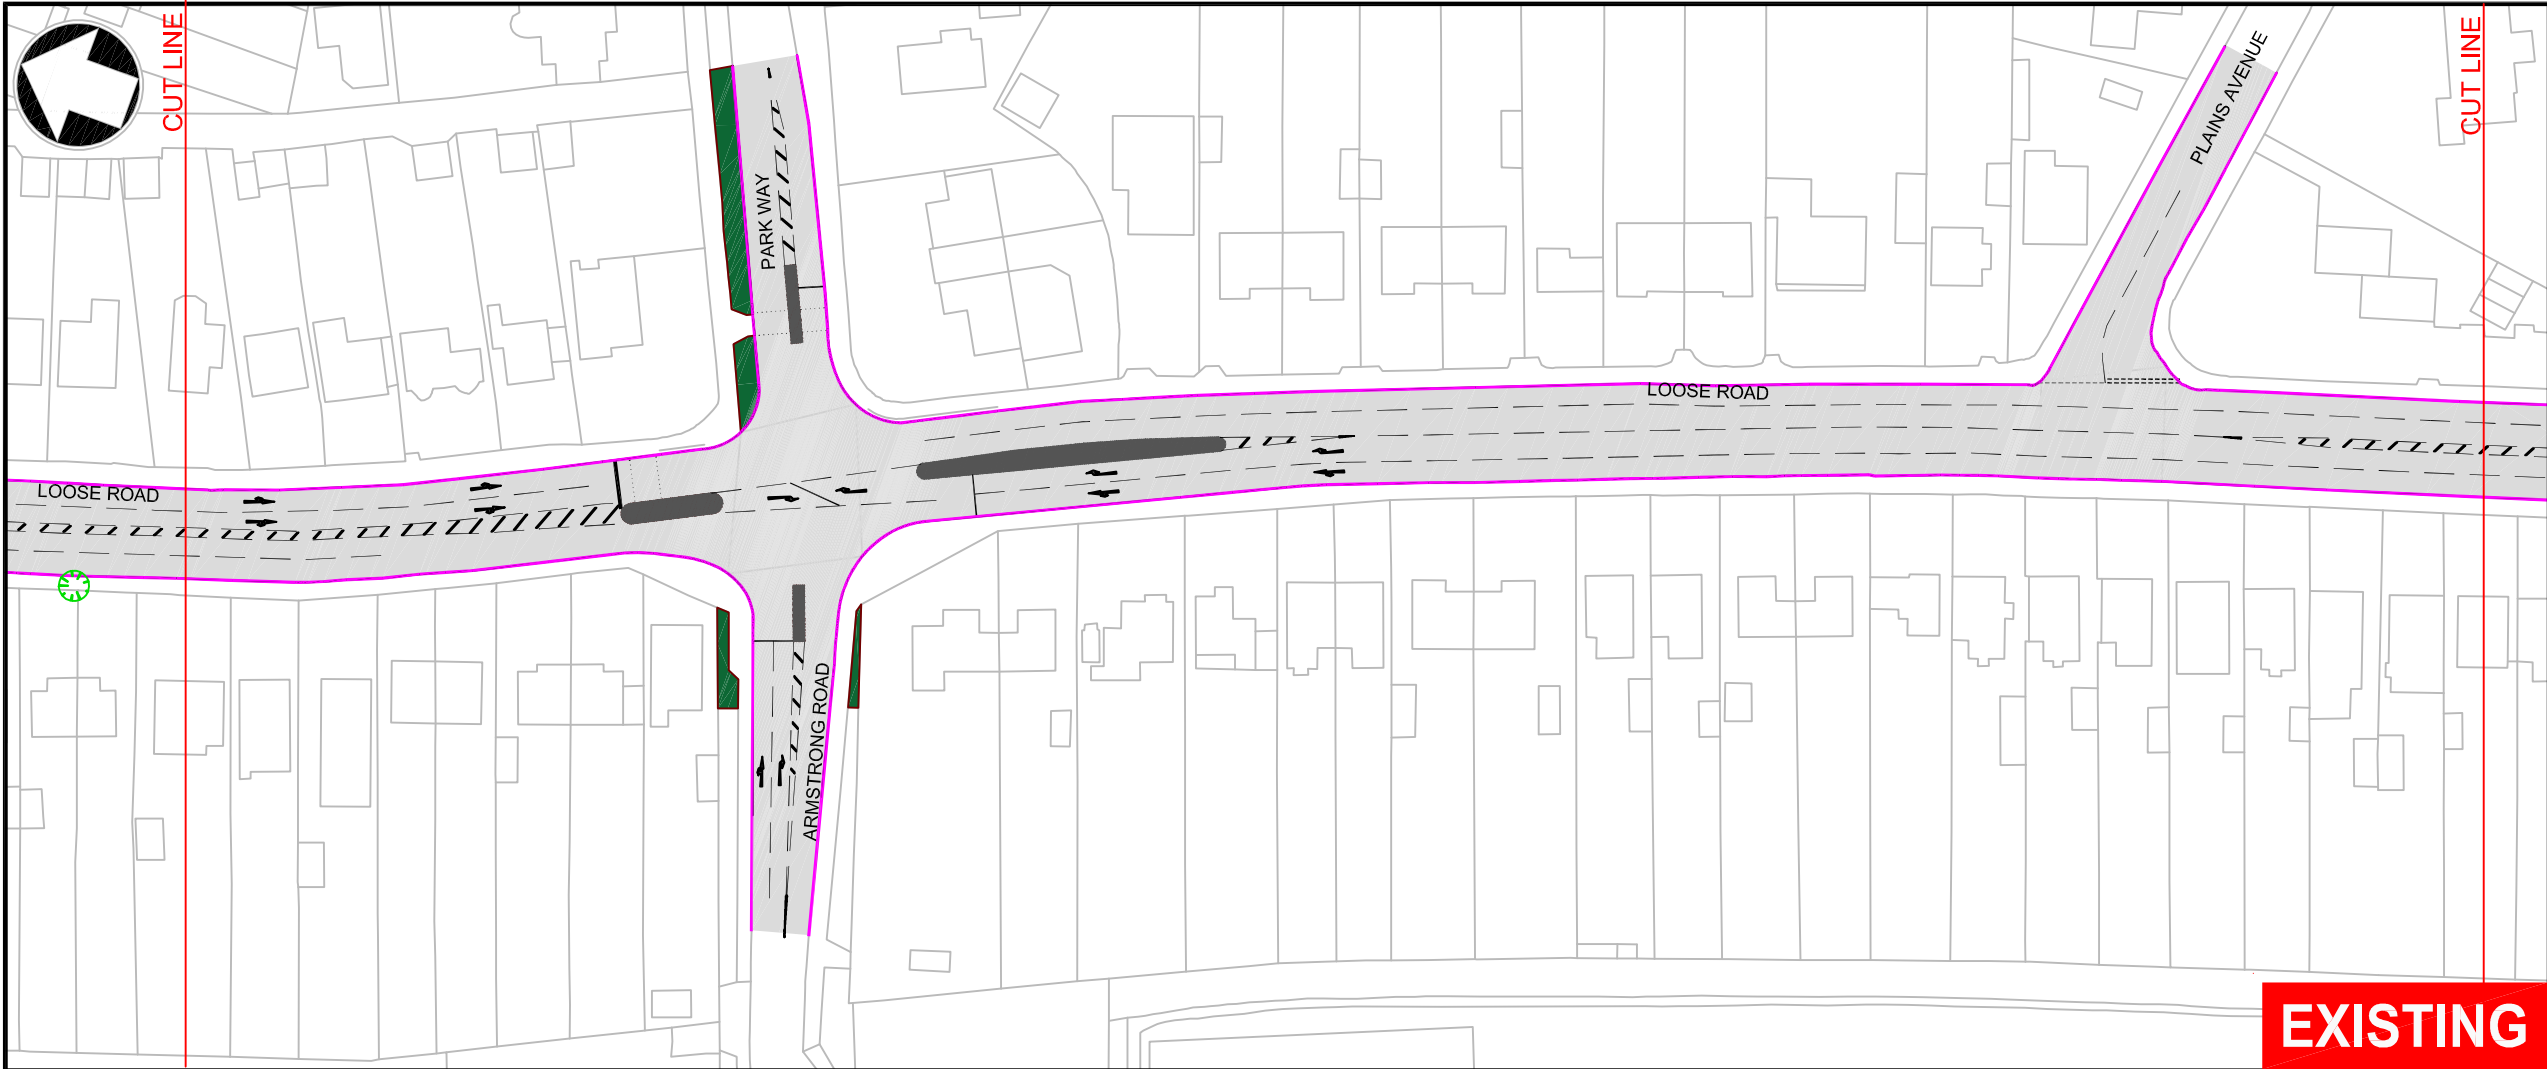 CUT LINE
CUT LINE
PLAINS AVENUE
PARK WAY
LOOSE ROAD
LOOSE ROAD
ARMSTRONG ROAD
EXISTING